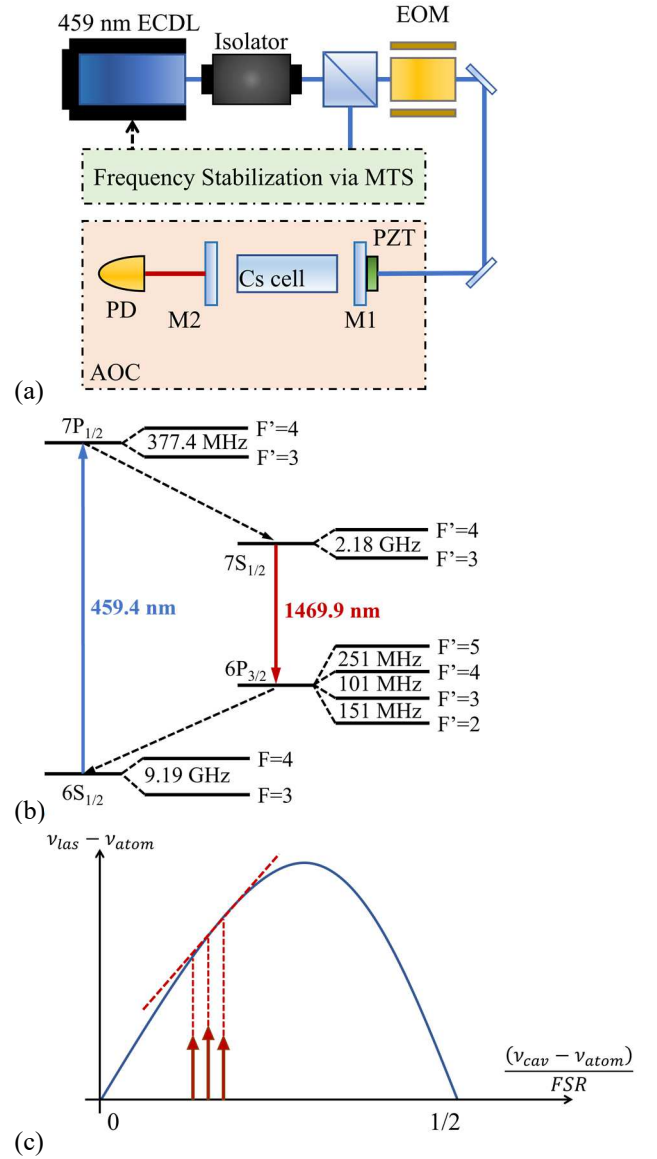 459 nm ECDL
Isolator
EOM
Frequency Stabilization via MTS
PZT
Cs cell
PD
M2
M1
AOC
(a)
7P1/2
F'=4
377.4 MHz
F'=3
F'=4
2.18 GHz
7S1/2
F'=3
459.4 nm
1469.9 nm
F'=5
251 MHz
6P3/2
F'=4
101 MHz
F'=3
151 MHz
F'=2
F=4
9.19 GHz
6S1/2
F=3
(b)
νlas − νatom
(νcav − νatom)
FSR
0
1/2
(c)